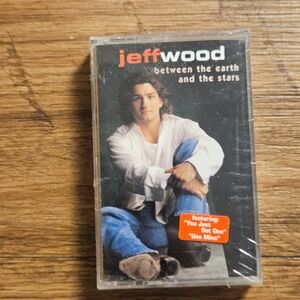 jeffwood
between the earth
and the stars
featuring:
"You Just
Get One"
"Use Mine"